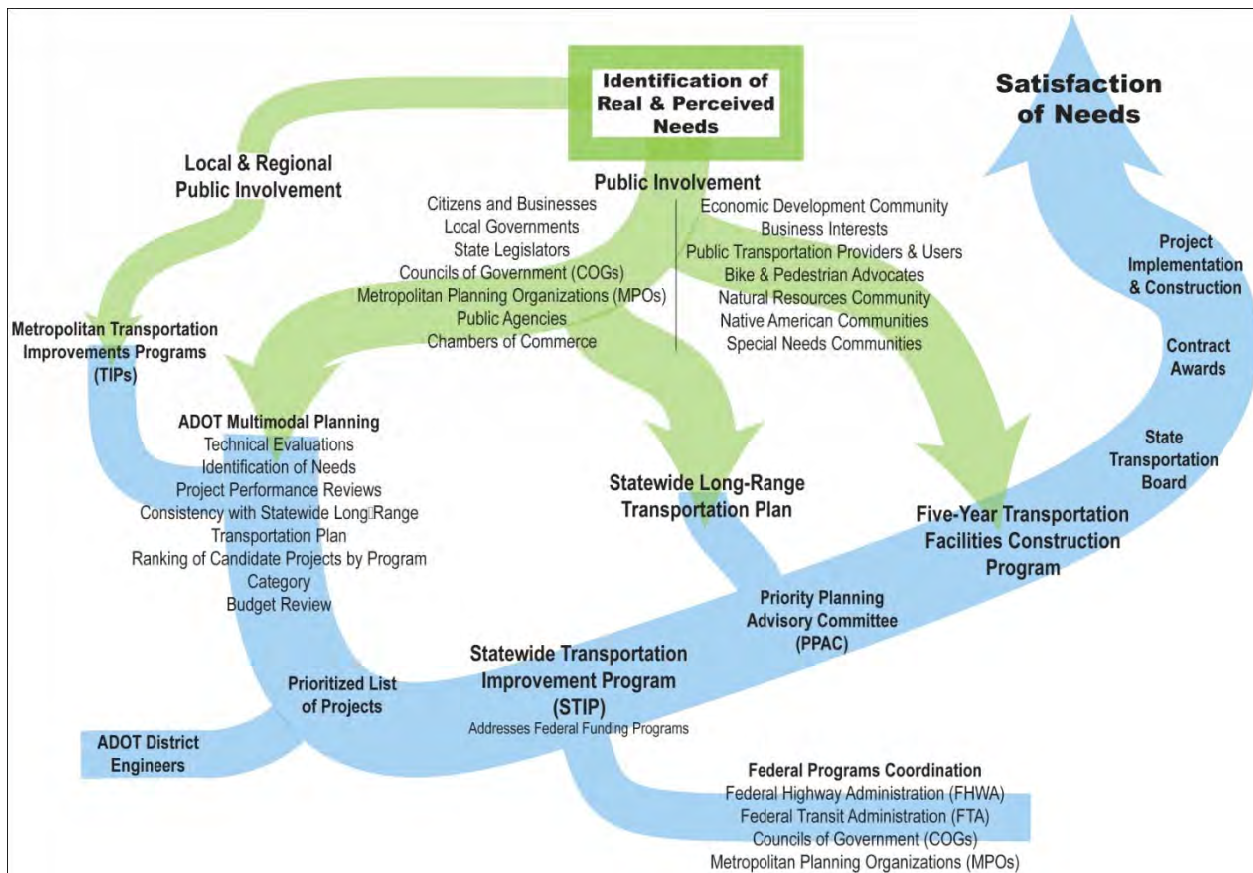 Identification of
Real & Perceived
Needs
Satisfaction
of Needs
Local & Regional
Public Involvement
Public Involvement
Citizens and Businesses
Local Governments
State Legislators
Councils of Government (COGs)
Metropolitan Planning Organizations (MPOs)
Public Agencies
Chambers of Commerce
Economic Development Community
Business Interests
Public Transportation Providers & Users
Bike & Pedestrian Advocates
Natural Resources Community
Native American Communities
Special Needs Communities
Project
Implementation
& Construction
Contract
Awards
State
Transportation
Board
Metropolitan Transportation
Improvements Programs
(TIPs)
ADOT Multimodal Planning
Technical Evaluations
Identification of Needs
Project Performance Reviews
Consistency with Statewide Long▯Range
Transportation Plan
Ranking of Candidate Projects by Program
Category
Budget Review
Statewide Long-Range
Transportation Plan
Five-Year Transportation
Facilities Construction
Program
Priority Planning
Advisory Committee
(PPAC)
Statewide Transportation
Improvement Program
(STIP)
Addresses Federal Funding Programs
Prioritized List
of Projects
ADOT District
Engineers
Federal Programs Coordination
Federal Highway Administration (FHWA)
Federal Transit Administration (FTA)
Councils of Government (COGs)
Metropolitan Planning Organizations (MPOs)